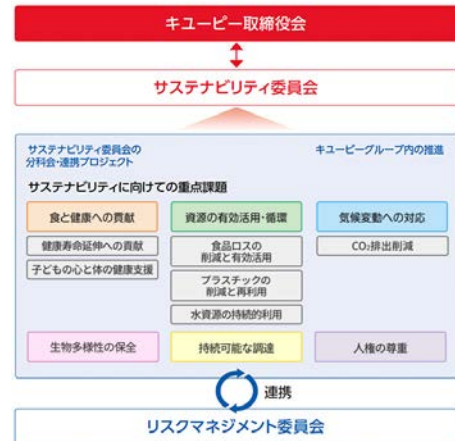 キユーピー取締役会
サステナビリティ委員会
サステナビリティ委員会の
分科会・連携プロジェクト
キユーピーグループ内の推進
サステナビリティに向けての重点課題
食と健康への貢献
資源の有効活用・循環
気候変動への対応
健康寿命延伸への貢献
子どもの心と体の健康支援
食品ロスの
削減と有効活用
プラスチックの
削減と再利用
水資源の持続的利用
CO₂排出削減
生物多様性の保全
持続可能な調達
人権の尊重
連携
リスクマネジメント委員会